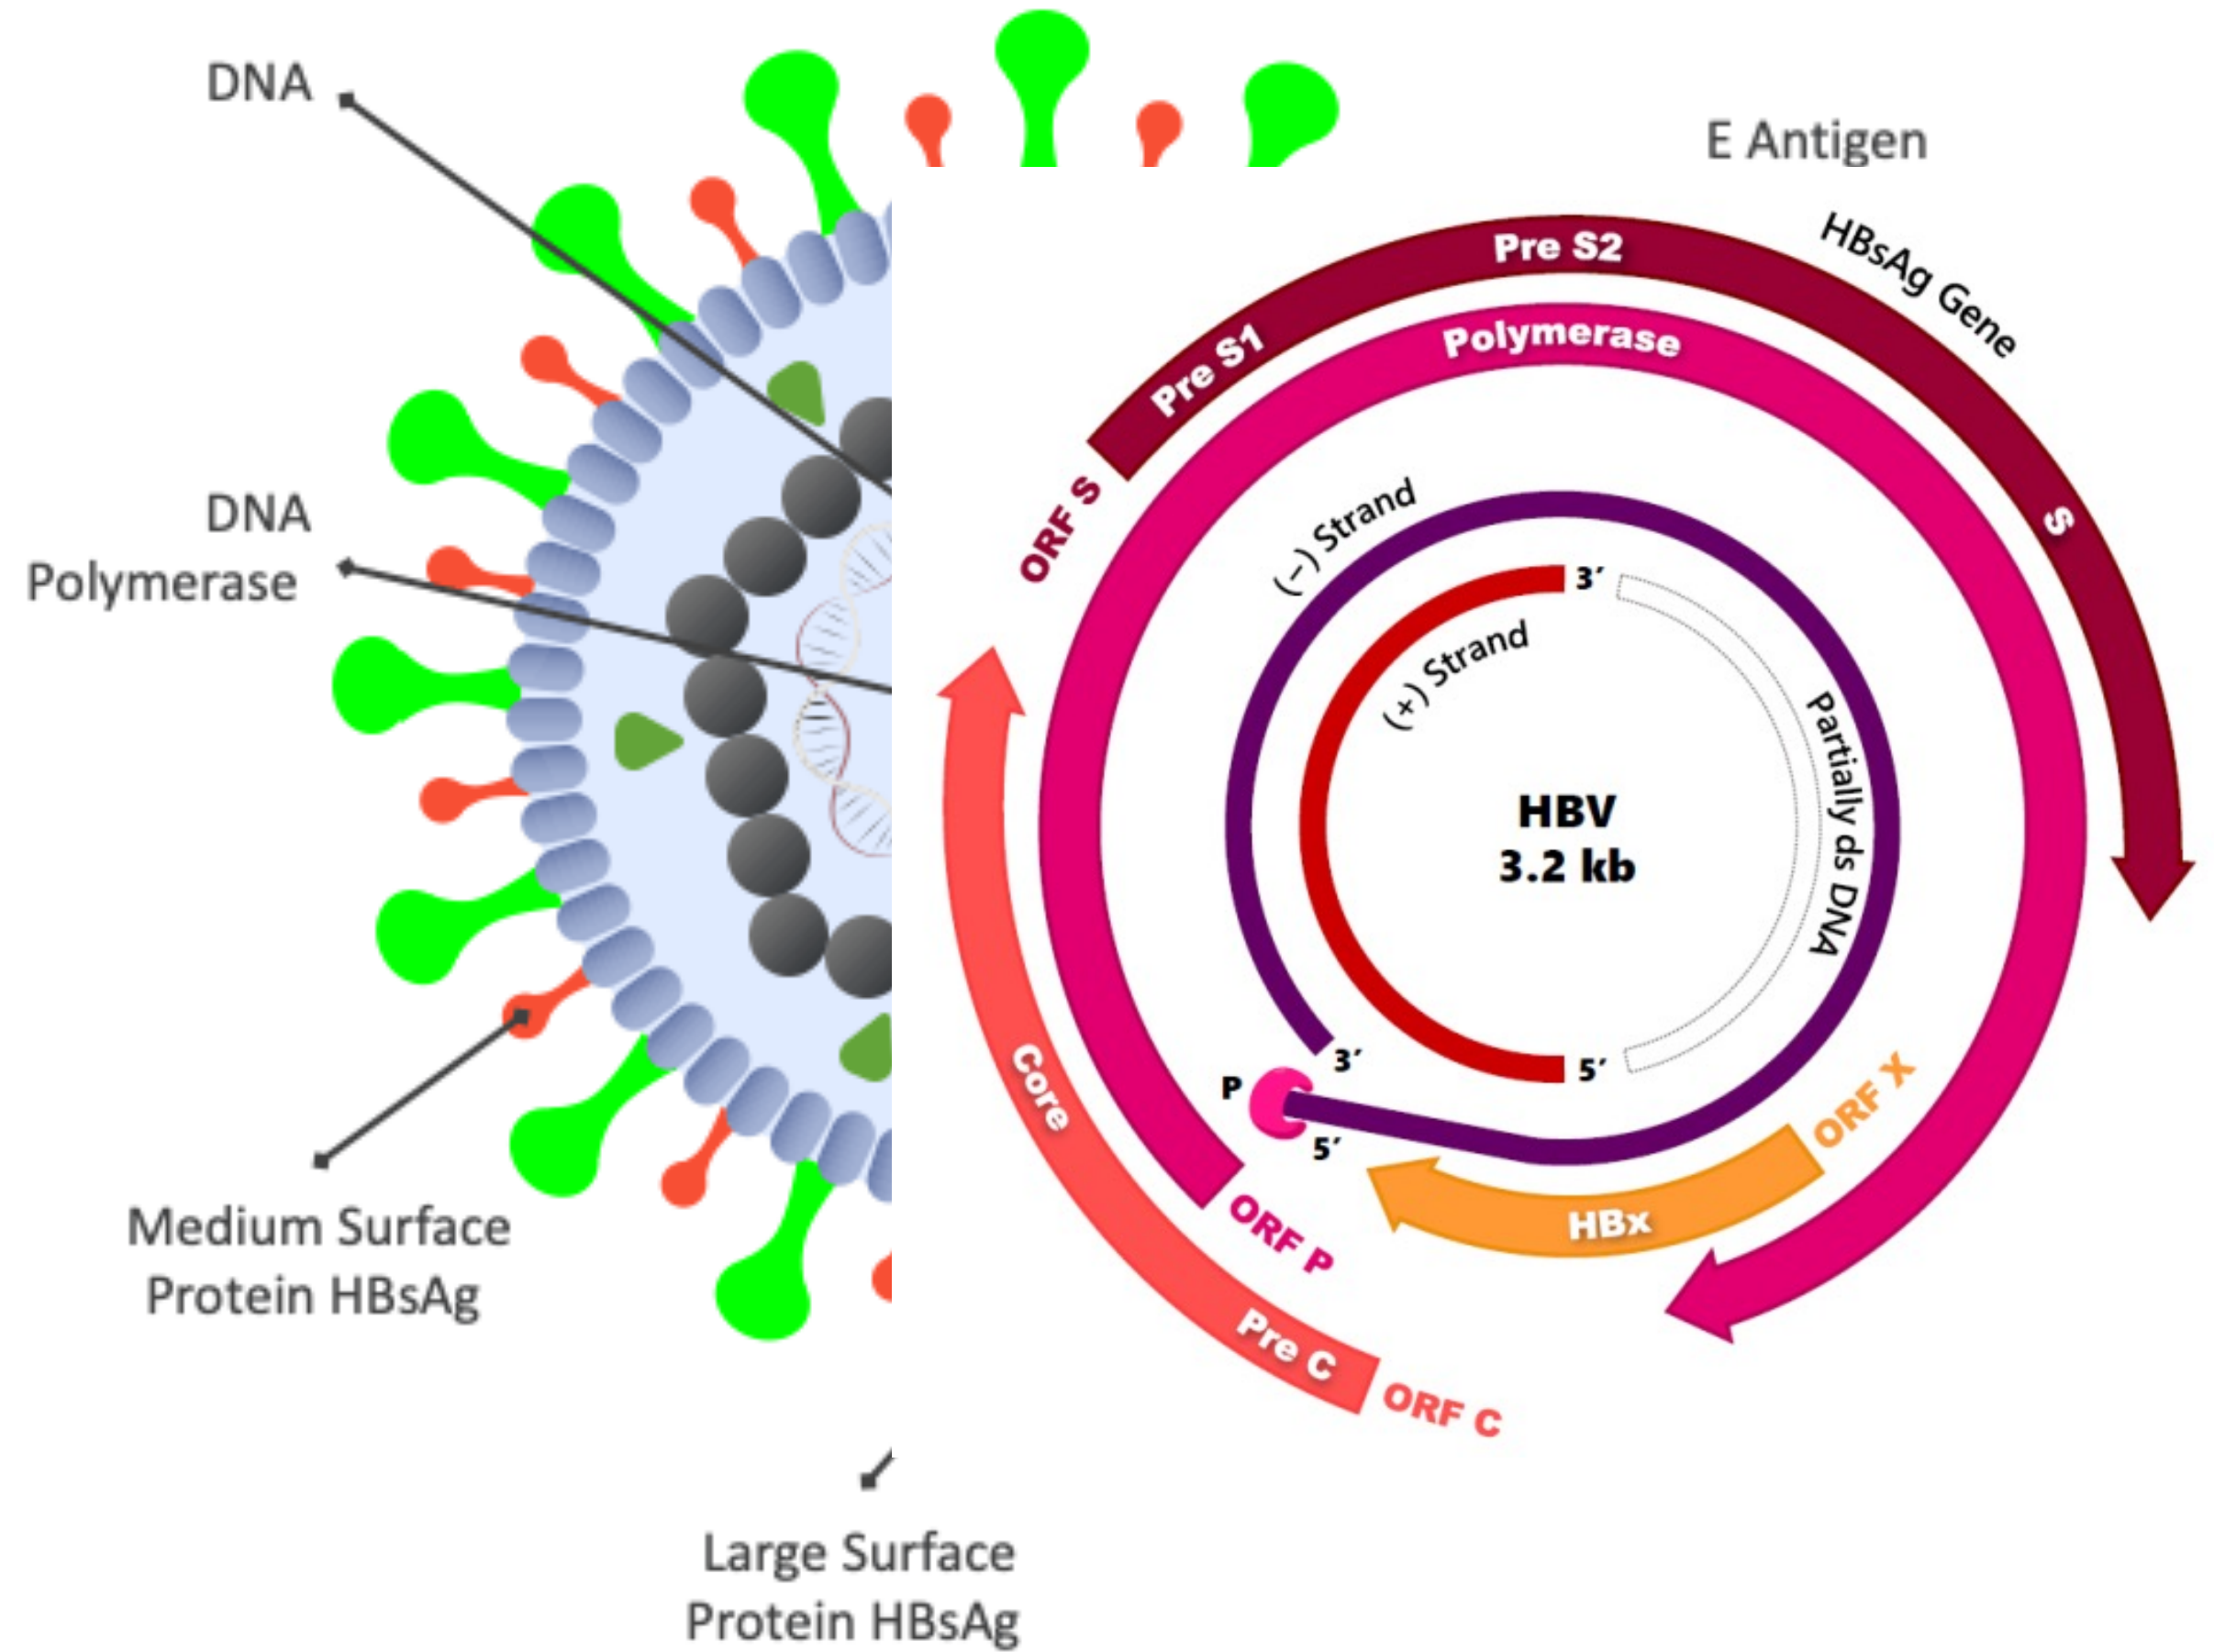 DNA
DNA
Polymerase
Medium Surface
Protein HBsAg
Large Surface
Protein HBsAg
E Antigen
HBsAg Gene
Pre S1
Pre S2
S
ORF S
Polymerase
(−) Strand
3′
(+) Strand
Partially ds DNA
HBV
3.2 kb
3′
5′
P
5′
ORF X
HBx
ORF P
Core
Pre C
ORF C